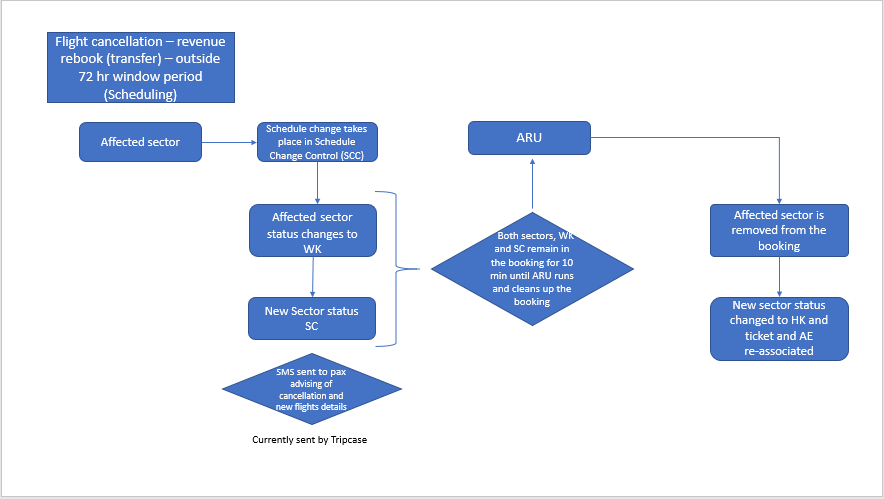 Flight cancellation – revenue
rebook (transfer) – outside
72 hr window period
(Scheduling)
Affected sector
Schedule change takes
place in Schedule
Change Control (SCC)
Affected sector
status changes to
WK
New Sector status
SC
SMS sent to pax
advising of
cancellation and
new flights details
Currently sent by Tripcase
ARU
Both sectors, WK
and SC remain in
the booking for 10
min until ARU runs
and cleans up the
booking
Affected sector is
removed from the
booking
New sector status
changed to HK and
ticket and AE
re-associated